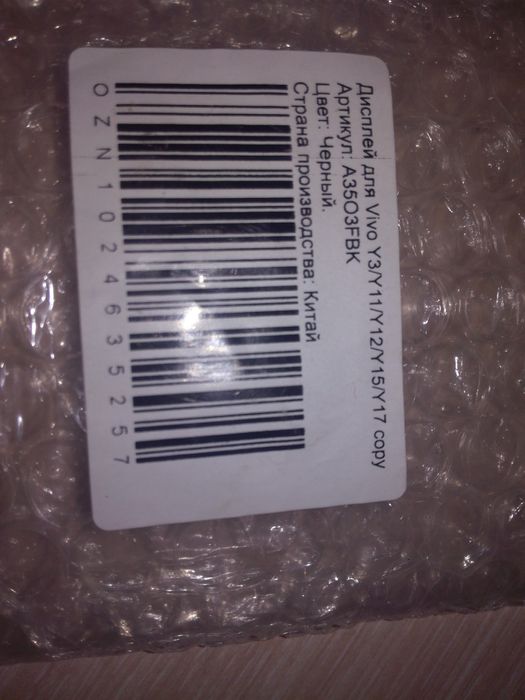 Дисплей для Vivo Y3/Y11/Y12/Y15/Y17 copy
Артикул: A35O3FBK
Цвет: Черный.
Страна производства: Китай
OZN1024635257